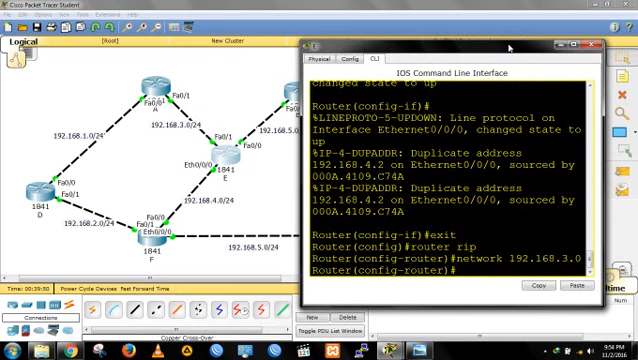 Cisco Packet Tracer Student
File Edit Options View Tools Extensions Help
Logical
[Root]
New Cluster
E
Physical
Config
CLI
IOS Command Line Interface
changed state to up
Router(config-if)#
%LINEPROTO-5-UPDOWN: Line protocol on
Interface Ethernet0/0/0, changed state to
up
%IP-4-DUPADDR: Duplicate address
192.168.4.2 on Ethernet0/0/0, sourced by
000A.4109.C74A
%IP-4-DUPADDR: Duplicate address
192.168.4.2 on Ethernet0/0/0, sourced by
000A.4109.C74A
Router(config-if)#exit
Router(config)#router rip
Router(config-router)#network 192.168.3.0
Router(config-router)#
Copy
Paste
Fa0/0
1841
A
Fa0/1
192.168.1.0/24
192.168.3.0/24
Fa0/1
Fa0/0
E
Eth0/0/0
Fa0/0
Fa0/1
1841
D
192.168.4.0/24
192.168.2.0/24
Fa0/0
Fa0/1
Eth0/0/0
1841
F
192.168.5.0/24
Time: 00:39:50
Power Cycle Devices Fast Forward Time
Connections
New
Delete
Toggle PDU List Window
Copper Cross-Over
9:54 PM
11/2/2016